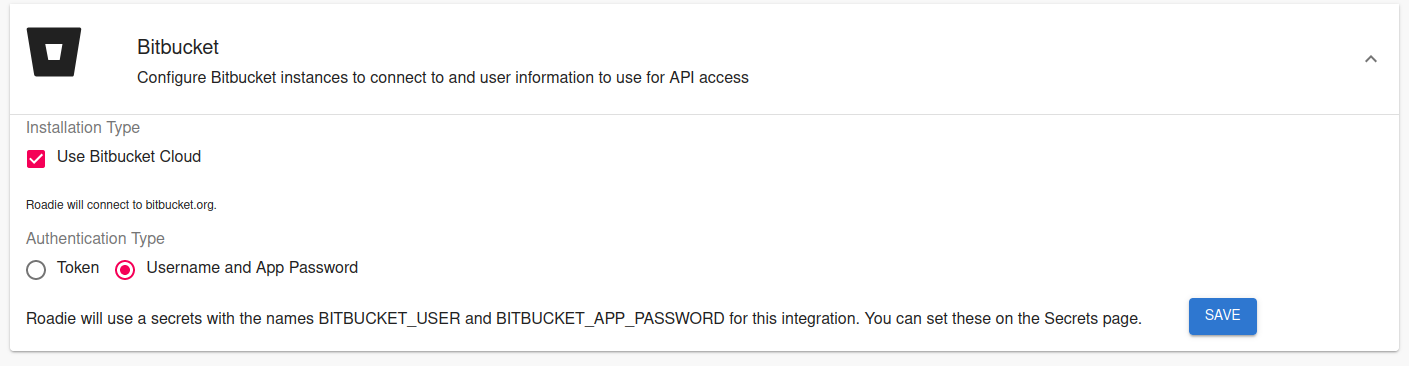 Bitbucket
Configure Bitbucket instances to connect to and user information to use for API access
Installation Type
Use Bitbucket Cloud
Roadie will connect to bitbucket.org.
Authentication Type
Token Username and App Password
Roadie will use a secrets with the names BITBUCKET_USER and BITBUCKET_APP_PASSWORD for this integration. You can set these on the Secrets page. SAVE